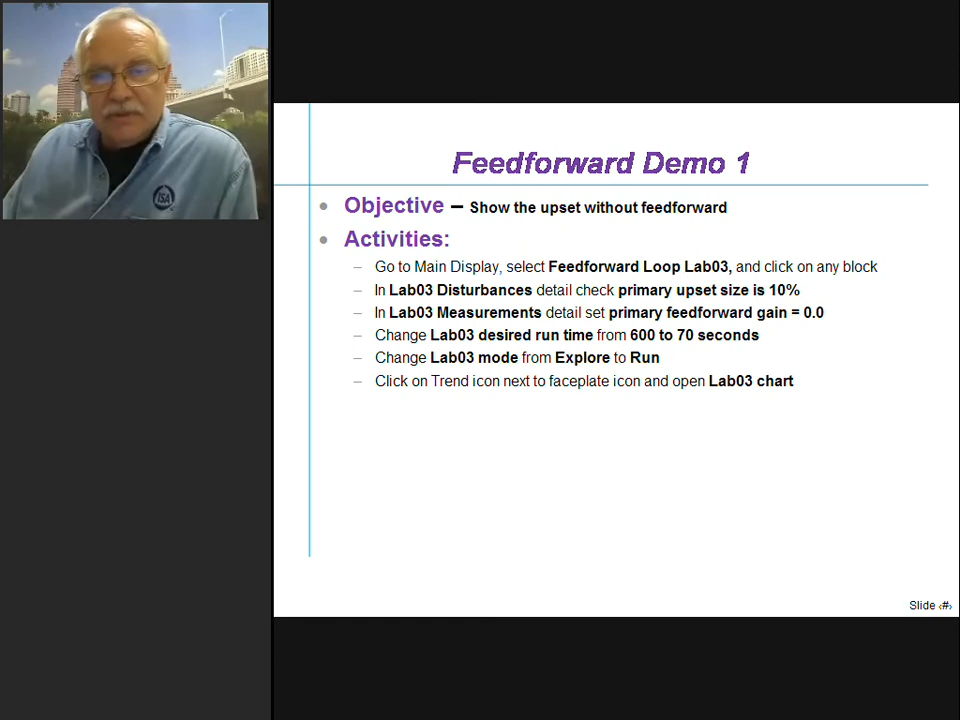 ISA
Feedforward Demo 1
Objective – Show the upset without feedforward
Activities:
– Go to Main Display, select Feedforward Loop Lab03, and click on any block
– In Lab03 Disturbances detail check primary upset size is 10%
– In Lab03 Measurements detail set primary feedforward gain = 0.0
– Change Lab03 desired run time from 600 to 70 seconds
– Change Lab03 mode from Explore to Run
– Click on Trend icon next to faceplate icon and open Lab03 chart
Slide ‹#›